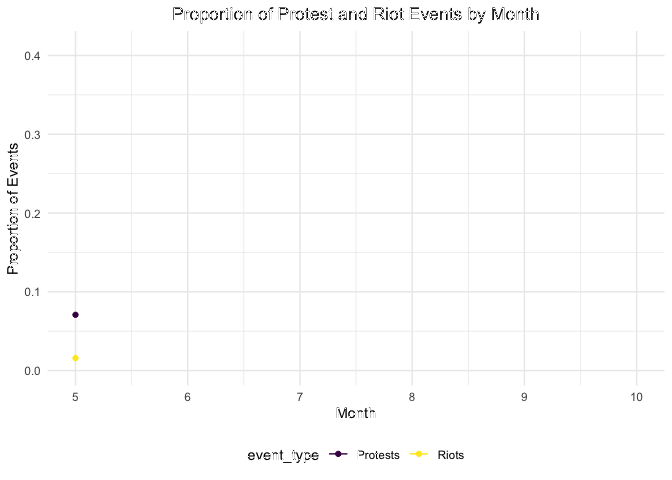 Proportion of Protest and Riot Events by Month
Proportion of Events
0.4
0.3
0.2
0.1
0.0
5 6 7 8 9 10
Month
event_type Protests Riots